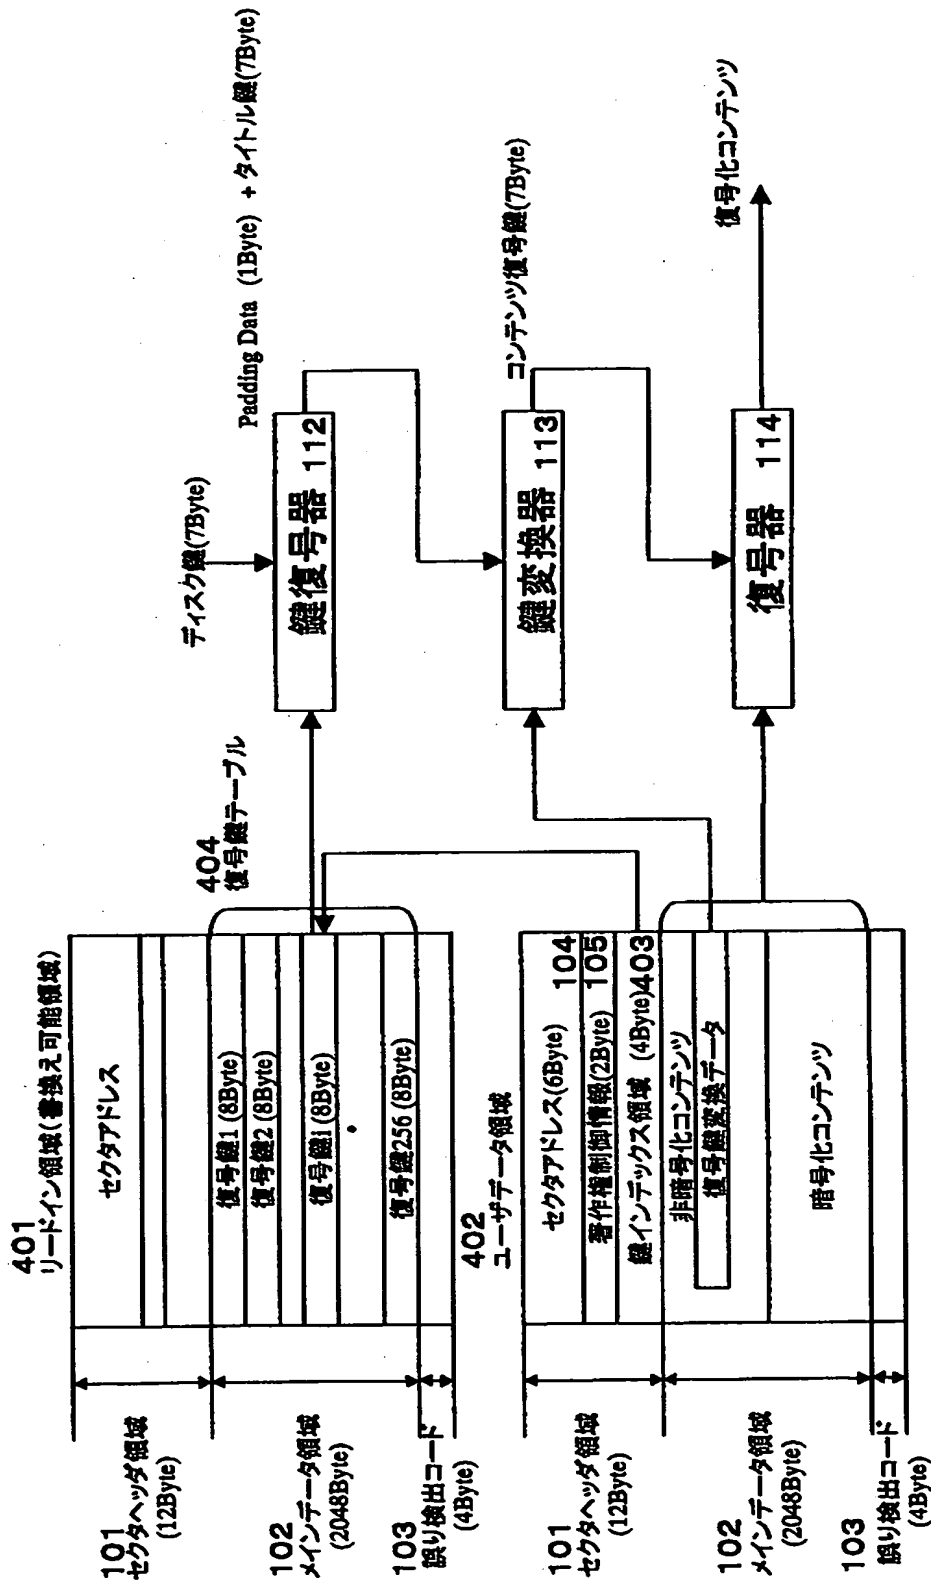 401
リードイン領域(書換え可能領域)
101
セクタヘッダ領域
(12Byte)
セクタアドレス
102
メインデータ領域
(2048Byte)
復号鍵1 (8Byte)
復号鍵2 (8Byte)
復号鍵1 (8Byte)
復号鍵256 (8Byte)
103
誤り検出コード
(4Byte)
404
復号鍵テーブル
ディスク鍵(7Byte)
鍵復号器 112
Padding Data (1Byte) + タイトル鍵(7Byte)
鍵変換器 113
コンテンツ復号鍵(7Byte)
復号器 114
復号化コンテンツ
402
ユーザデータ領域
101
セクタヘッダ領域
(12Byte)
セクタアドレス(6Byte) 104
著作権制御情報(2Byte) 105
鍵インデックス領域 (4Byte)403
102
メインデータ領域
(2048Byte)
非暗号化コンテンツ
復号鍵変換データ
暗号化コンテンツ
103
誤り検出コード
(4Byte)